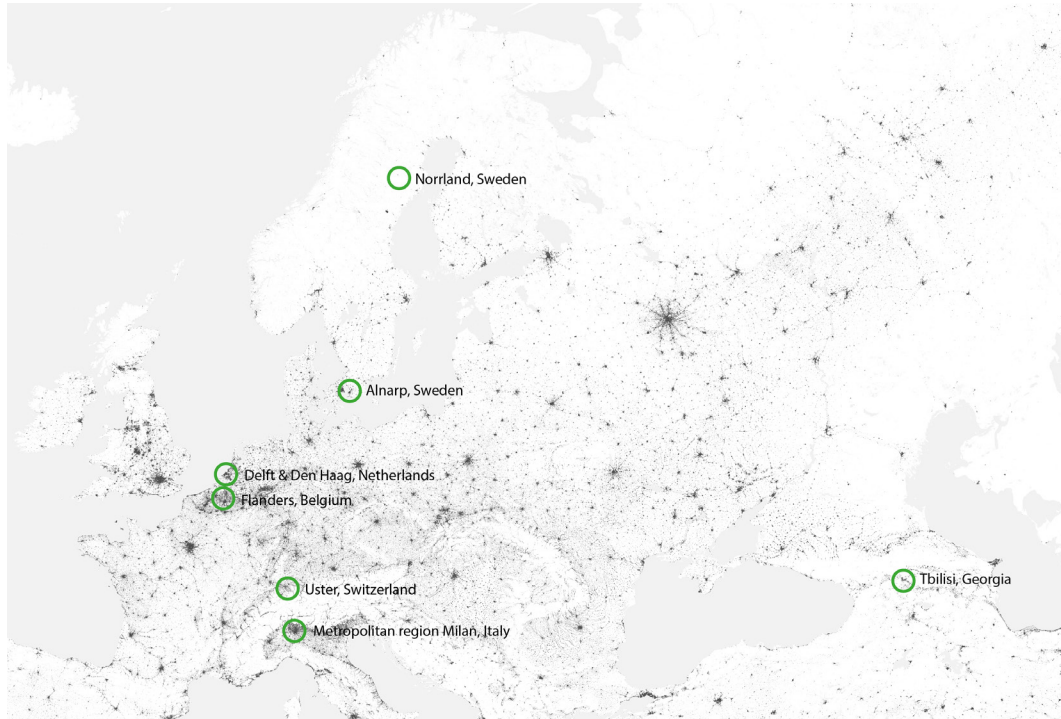 Norrland, Sweden
Alnarp, Sweden
Delft & Den Haag, Netherlands
Flanders, Belgium
Tbilisi, Georgia
Uster, Switzerland
Metropolitan region Milan, Italy